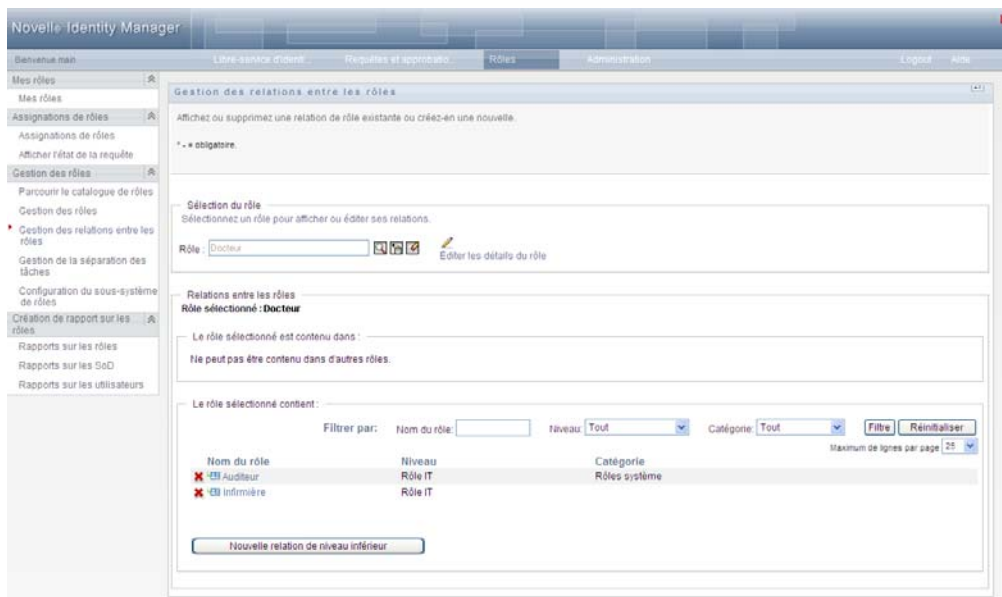 Novell® Identity Manager
Bienvenue main
Libre-service d'identi...
Requêtes et approbatio...
Rôles
Administration
Logout
Aide
Mes rôles
Mes rôles
Assignations de rôles
Assignations de rôles
Afficher l'état de la requête
Gestion des rôles
Parcourir le catalogue de rôles
Gestion des rôles
Gestion des relations entre les
rôles
Gestion de la séparation des
tâches
Configuration du sous-système
de rôles
Création de rapport sur les
rôles
Rapports sur les rôles
Rapports sur les SoD
Rapports sur les utilisateurs
Gestion des relations entre les rôles
Affichez ou supprimez une relation de rôle existante ou créez-en une nouvelle.
* - = obligatoire.
Sélection du rôle
Sélectionnez un rôle pour afficher ou éditer ses relations.
Rôle : Docteur
Éditer les détails du rôle
Relations entre les rôles
Rôle sélectionné : Docteur
Le rôle sélectionné est contenu dans :
Ne peut pas être contenu dans d'autres rôles.
Le rôle sélectionné contient :
Filtrer par: Nom du rôle: Niveau: Tout Catégorie: Tout Filtre Réinitialiser
Maximum de lignes par page 25
Nom du rôle Niveau Catégorie
Auditeur Rôle IT Rôles système
Infirmière Rôle IT
Nouvelle relation de niveau inférieur